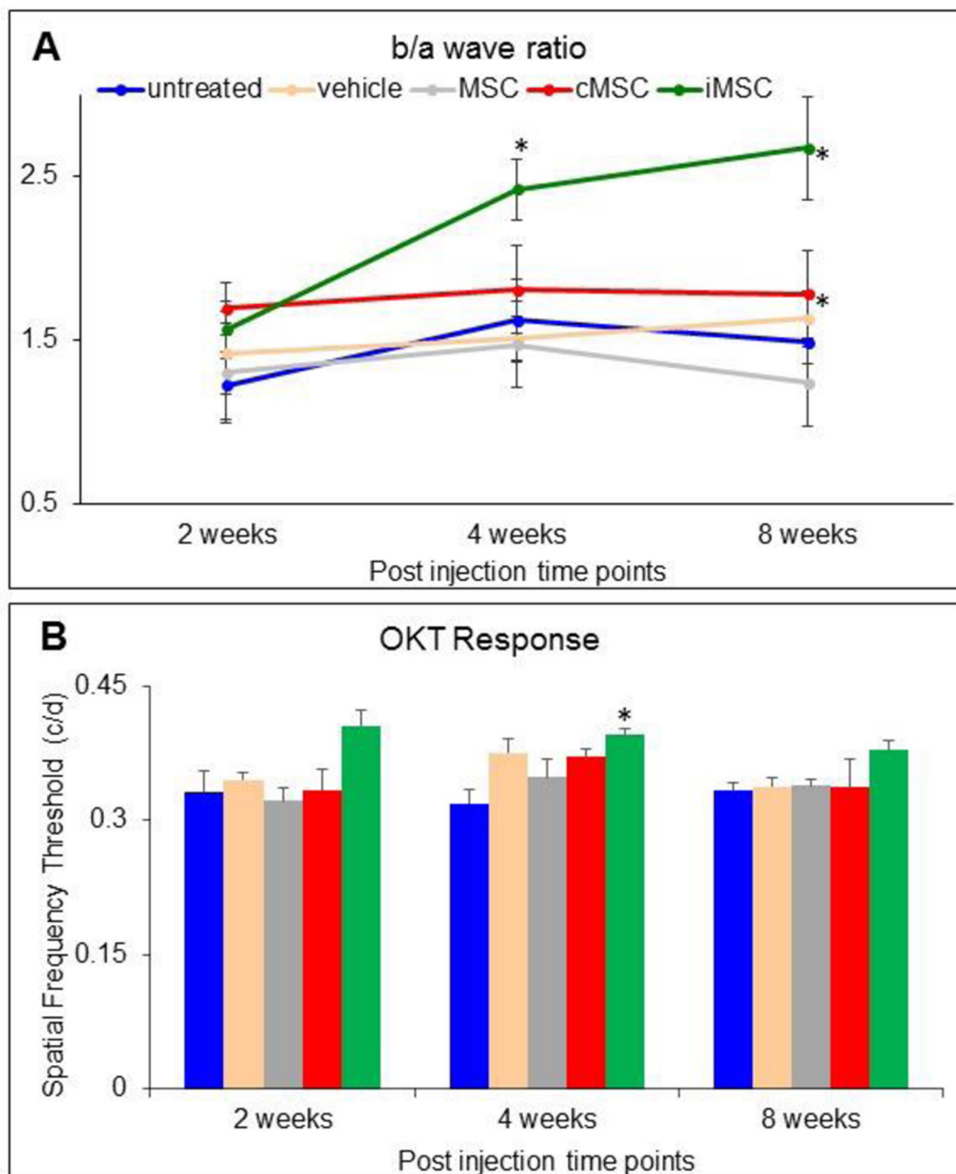 A
b/a wave ratio
untreated vehicle MSC cMSC iMSC
*
2.5
*
*
1.5
0.5
2 weeks 4 weeks 8 weeks
Post injection time points
B
OKT Response
Spatial Frequency Threshold (c/d)
0.45
*
0.3
0.15
0
2 weeks 4 weeks 8 weeks
Post injection time points